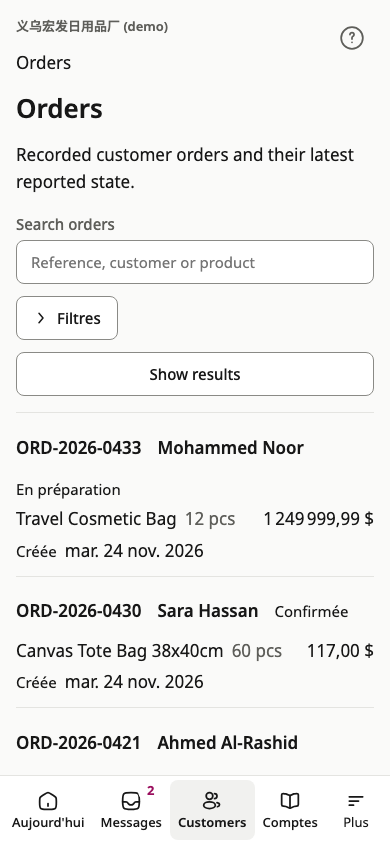 义乌宏发日用品厂 (demo)
Orders
Orders
Recorded customer orders and their latest
reported state.
Search orders
Reference, customer or product
Filtres
Show results
ORD-2026-0433 Mohammed Noor
En préparation
Travel Cosmetic Bag 12 pcs 1 249 999,99 $
Créée mar. 24 nov. 2026
ORD-2026-0430 Sara Hassan Confirmée
Canvas Tote Bag 38x40cm 60 pcs 117,00 $
Créée mar. 24 nov. 2026
ORD-2026-0421 Ahmed Al-Rashid
2
Aujourd'hui Messages Customers Comptes Plus